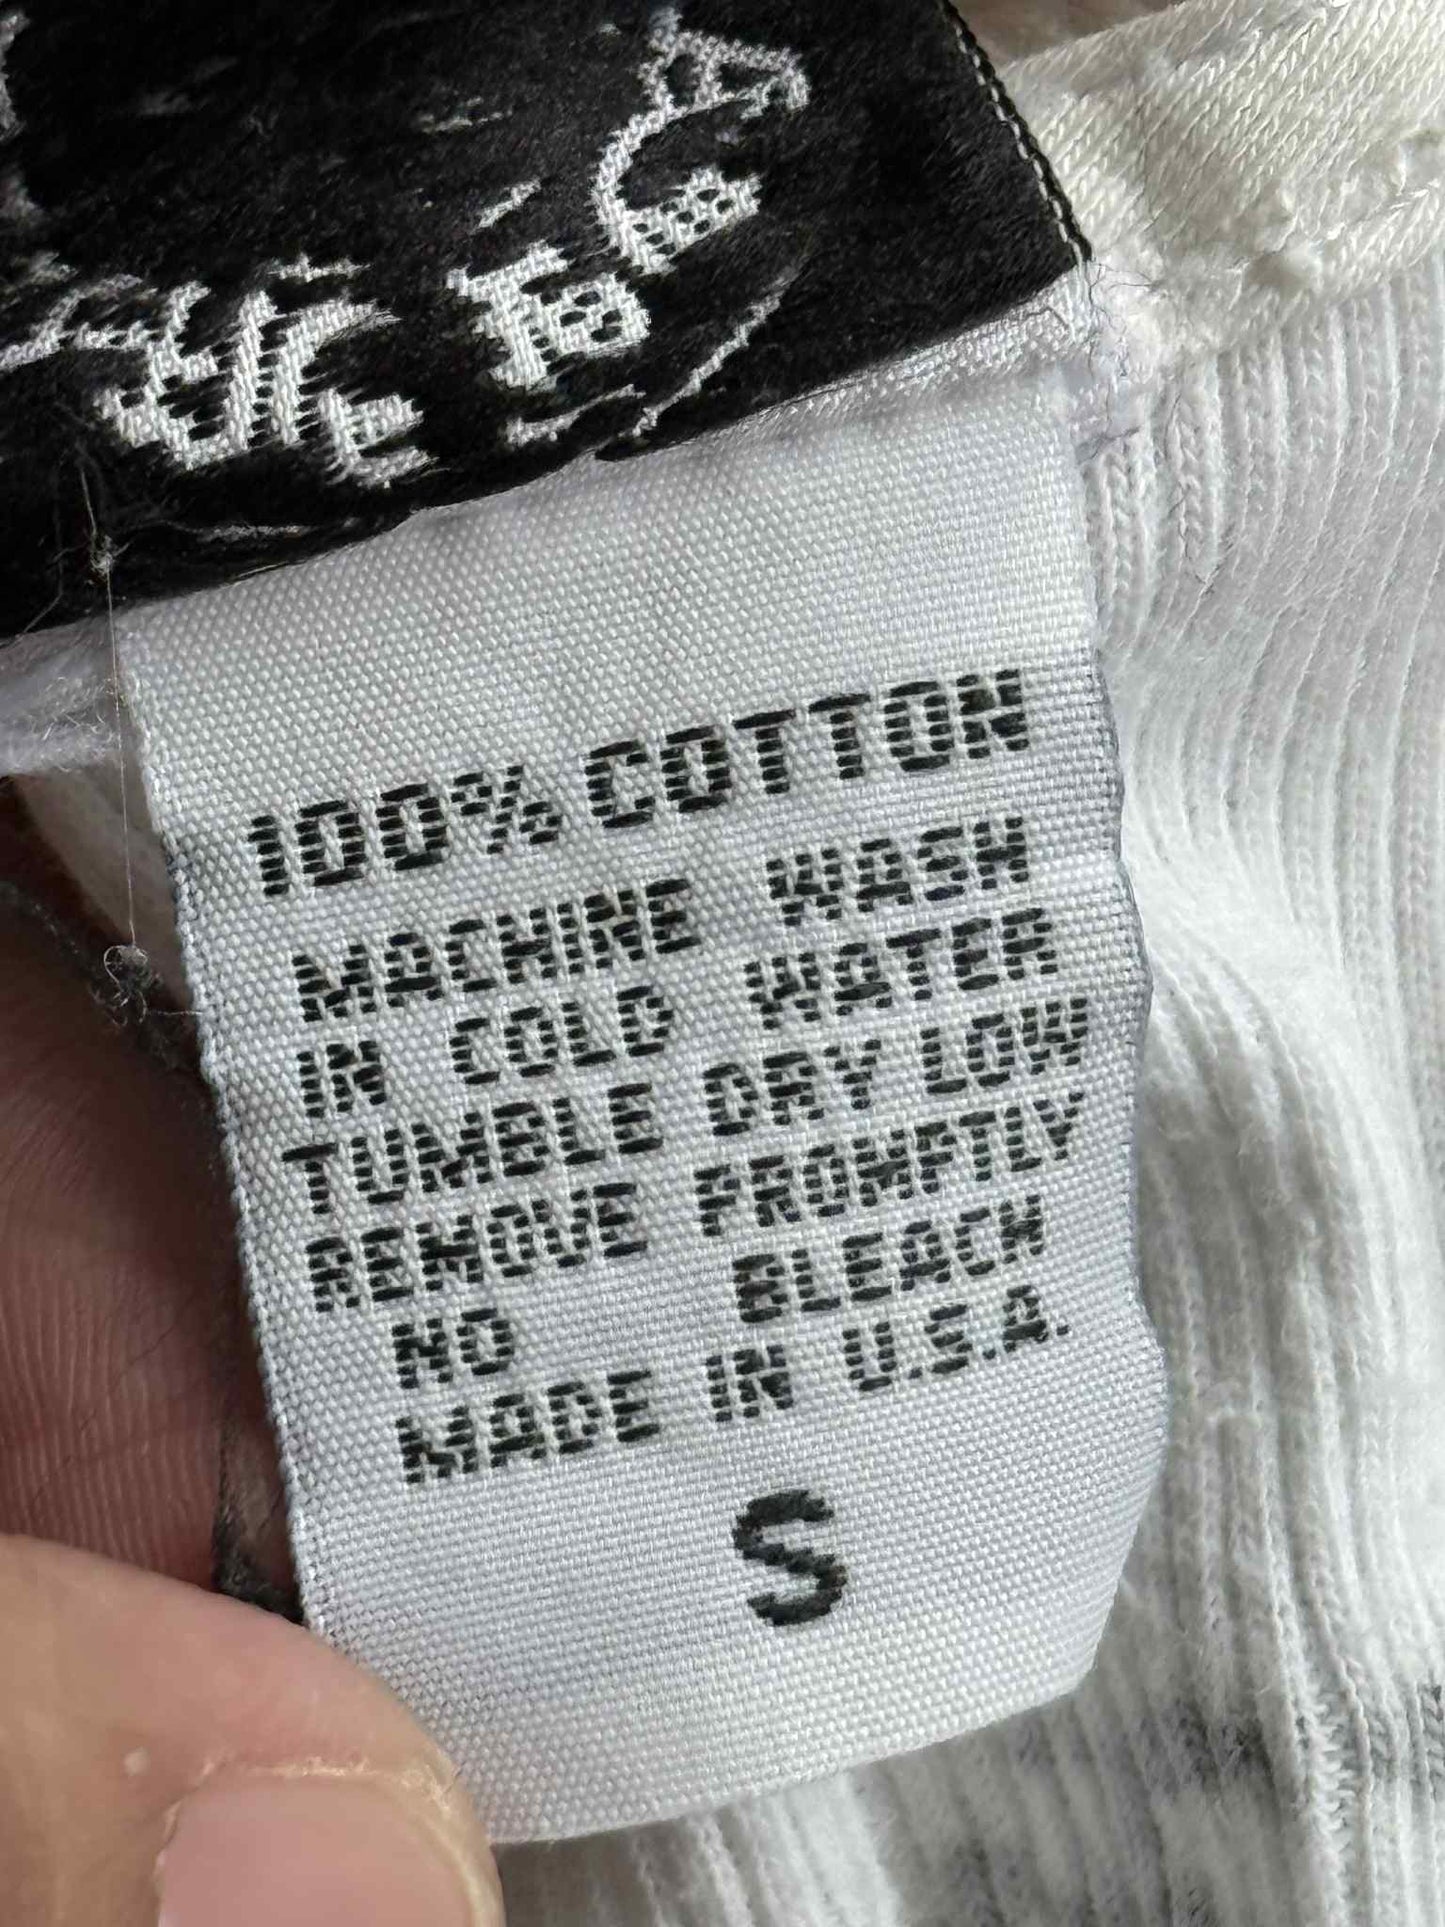 100% COTTON
MACHINE WASH
IN COLD WATER
TUMBLE DRY LOW
REMOVE PROMPTLY
NO BLEACH
MADE IN U.S.A.
S